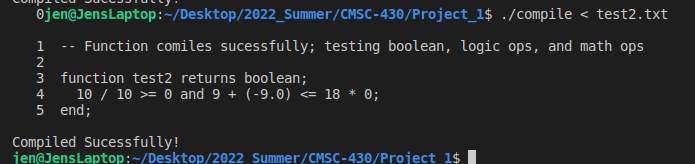 Compiled Sucessfully!
0jen@JensLaptop:~/Desktop/2022_Summer/CMSC-430/Project_1$ ./compile < test2.txt
1 -- Function comiles sucessfully; testing boolean, logic ops, and math ops
2
3 function test2 returns boolean;
4 10 / 10 >= 0 and 9 + (-9.0) <= 18 * 0;
5 end;
Compiled Sucessfully!
jen@JensLaptop:~/Desktop/2022_Summer/CMSC-430/Project_1$